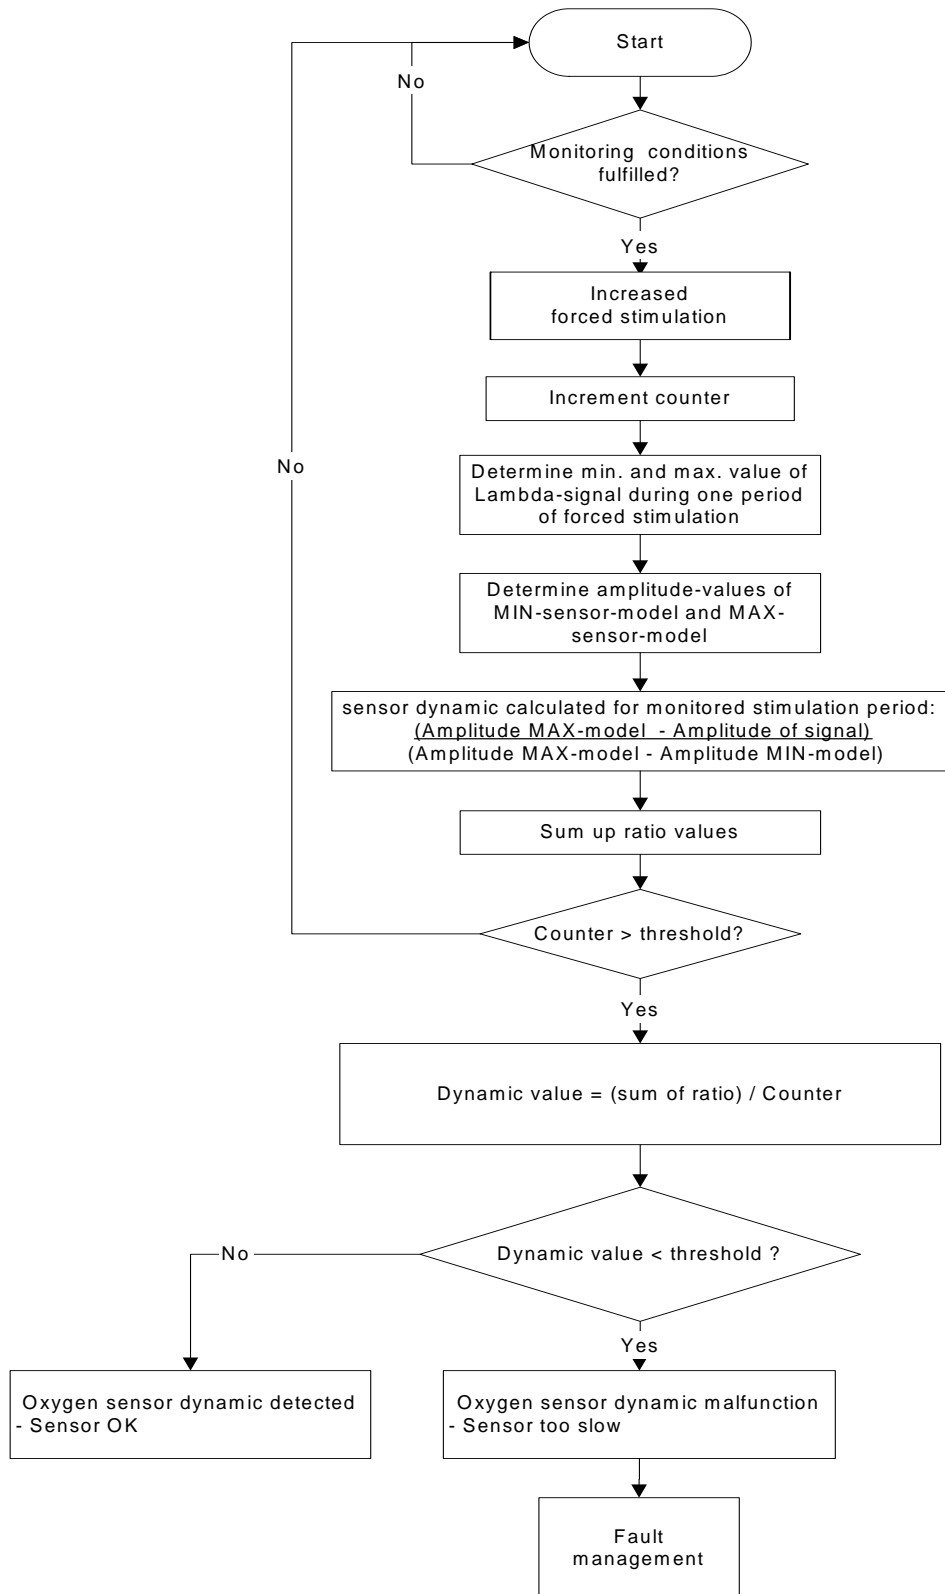 Start
No
Monitoring conditions
fulfilled?
Yes
Increased
forced stimulation
Increment counter
No
Determine min. and max. value of
Lambda-signal during one period
of forced stimulation
Determine amplitude-values of
MIN-sensor-model and MAX-
sensor-model
sensor dynamic calculated for monitored stimulation period:
(Amplitude MAX-model - Amplitude of signal)
(Amplitude MAX-model - Amplitude MIN-model)
Sum up ratio values
Counter > threshold?
Yes
Dynamic value = (sum of ratio) / Counter
Dynamic value < threshold ?
No
Yes
Oxygen sensor dynamic detected
- Sensor OK
Oxygen sensor dynamic malfunction
- Sensor too slow
Fault
management